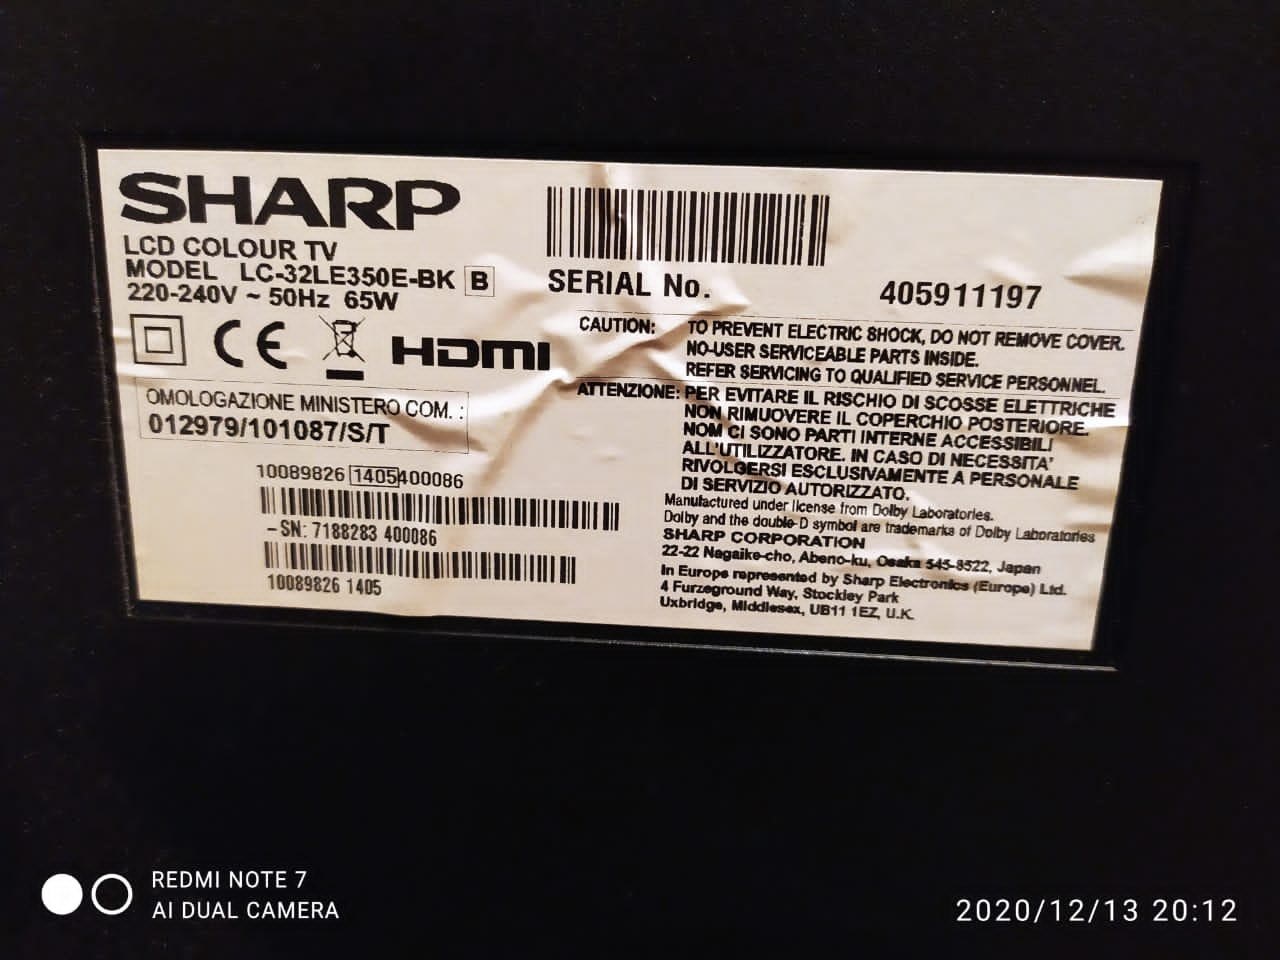 SHARP
LCD COLOUR TV
MODEL LC-32LE350E-BK B
220-240V ~ 50Hz 65W
CE HDMI
OMOLOGAZIONE MINISTERO COM. :
012979/101087/S/T
10089826 1405400086
-SN: 7188283 400086
10089826 1405
SERIAL No. 405911197
CAUTION: TO PREVENT ELECTRIC SHOCK, DO NOT REMOVE COVER.
NO-USER SERVICEABLE PARTS INSIDE.
REFER SERVICING TO QUALIFIED SERVICE PERSONNEL.
ATTENZIONE: PER EVITARE IL RISCHIO DI SCOSSE ELETTRICHE
NON RIMUOVERE IL COPERCHIO POSTERIORE.
NOM CI SONO PARTI INTERNE ACCESSIBILI
ALL'UTILIZZATORE. IN CASO DI NECESSITA'
RIVOLGERSI ESCLUSIVAMENTE A PERSONALE
DI SERVIZIO AUTORIZZATO.
Manufactured under license from Dolby Laboratories.
Dolby and the double-D symbol are trademarks of Dolby Laboratories
SHARP CORPORATION
22-22 Nagaike-cho, Abeno-ku, Osaka 545-8522, Japan
In Europe represented by Sharp Electronics (Europe) Ltd.
4 Furzeground Way, Stockley Park
Uxbridge, Middlesex, UB11 1EZ, U.K.
REDMI NOTE 7
AI DUAL CAMERA
2020/12/13 20:12